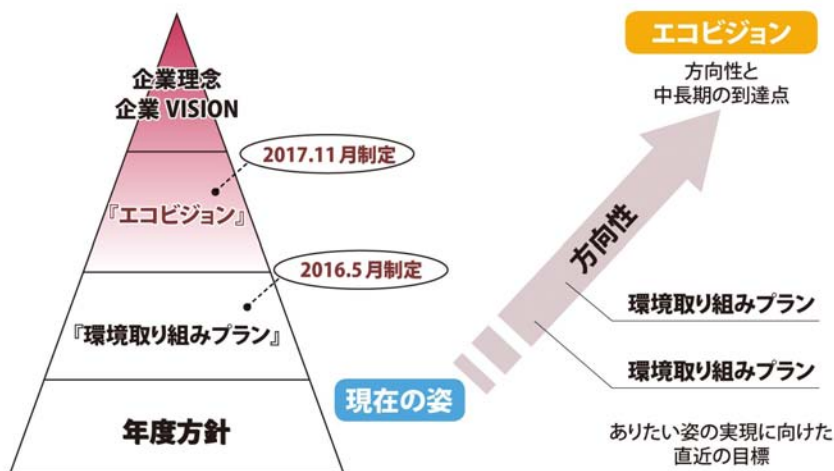 企業理念
企業 VISION
2017.11月制定
『エコビジョン』
2016.5月制定
『環境取り組みプラン』
年度方針
エコビジョン
方向性と
中長期の到達点
方向性
環境取り組みプラン
環境取り組みプラン
現在の姿
ありたい姿の実現に向けた
直近の目標